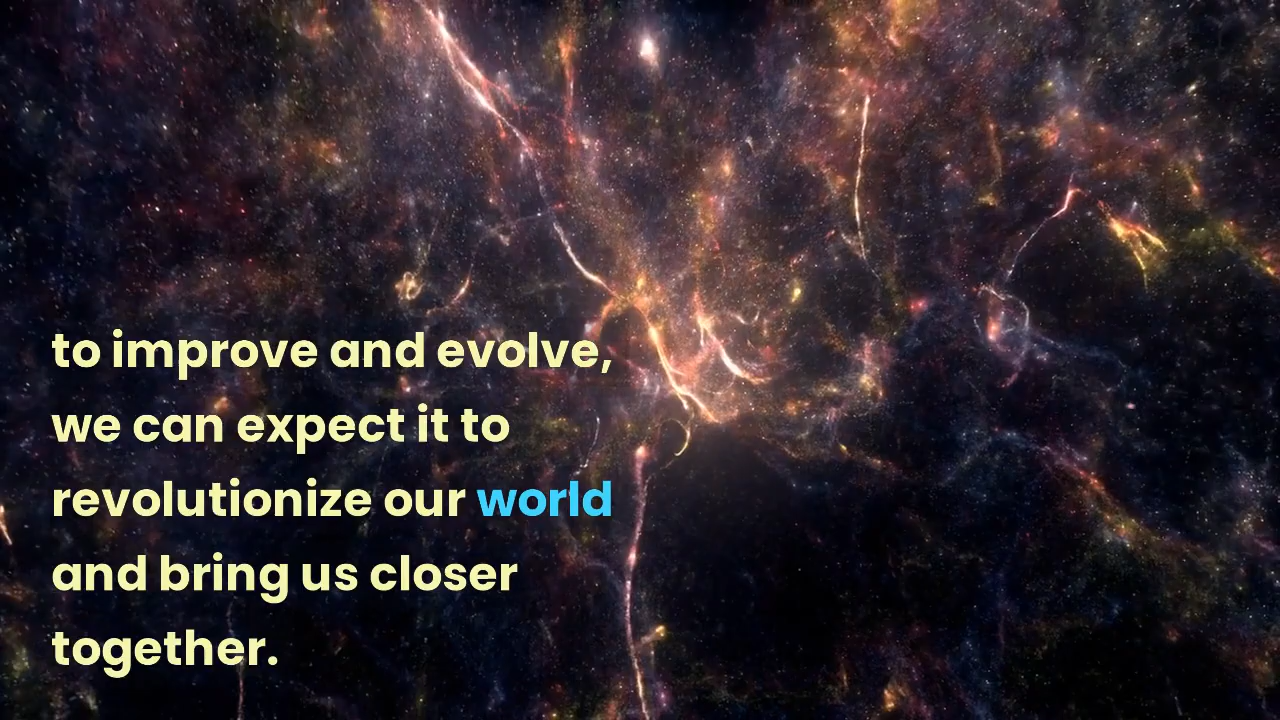 to improve and evolve,
we can expect it to
revolutionize our world
and bring us closer
together.